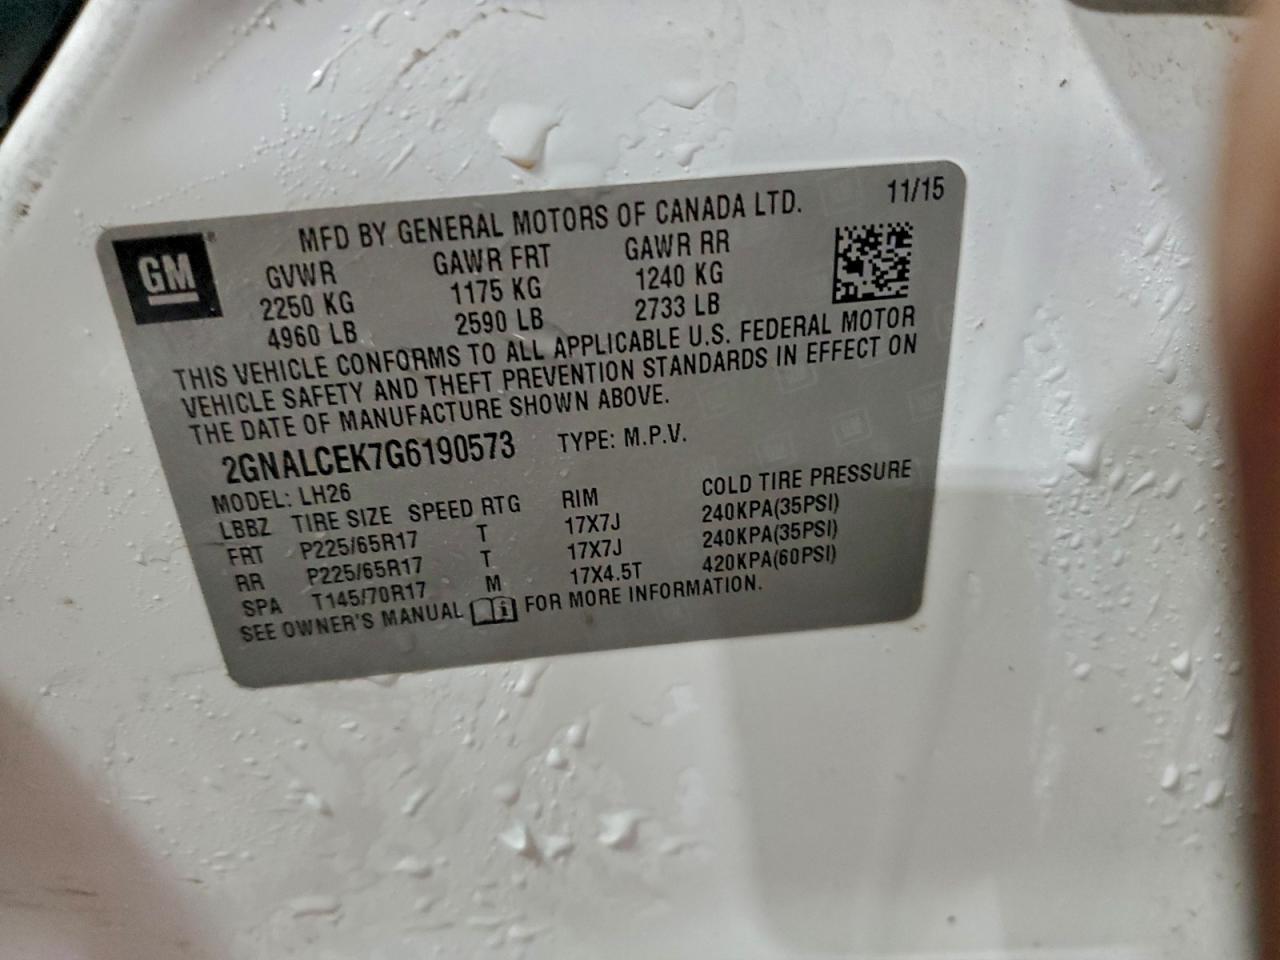 GM
MFD BY GENERAL MOTORS OF CANADA LTD. 11/15
GVWR GAWR FRT GAWR RR
2250 KG 1175 KG 1240 KG
4960 LB 2590 LB 2733 LB
THIS VEHICLE CONFORMS TO ALL APPLICABLE U.S. FEDERAL MOTOR
VEHICLE SAFETY AND THEFT PREVENTION STANDARDS IN EFFECT ON
THE DATE OF MANUFACTURE SHOWN ABOVE.
2GNALCEK7G6190573 TYPE: M.P.V.
MODEL: LH26
LBBZ TIRE SIZE SPEED RTG RIM COLD TIRE PRESSURE
FRT P225/65R17 T 17X7J 240KPA(35PSI)
RR P225/65R17 T 17X7J 240KPA(35PSI)
SPA T145/70R17 M 17X4.5T 420KPA(60PSI)
SEE OWNER'S MANUAL FOR MORE INFORMATION.